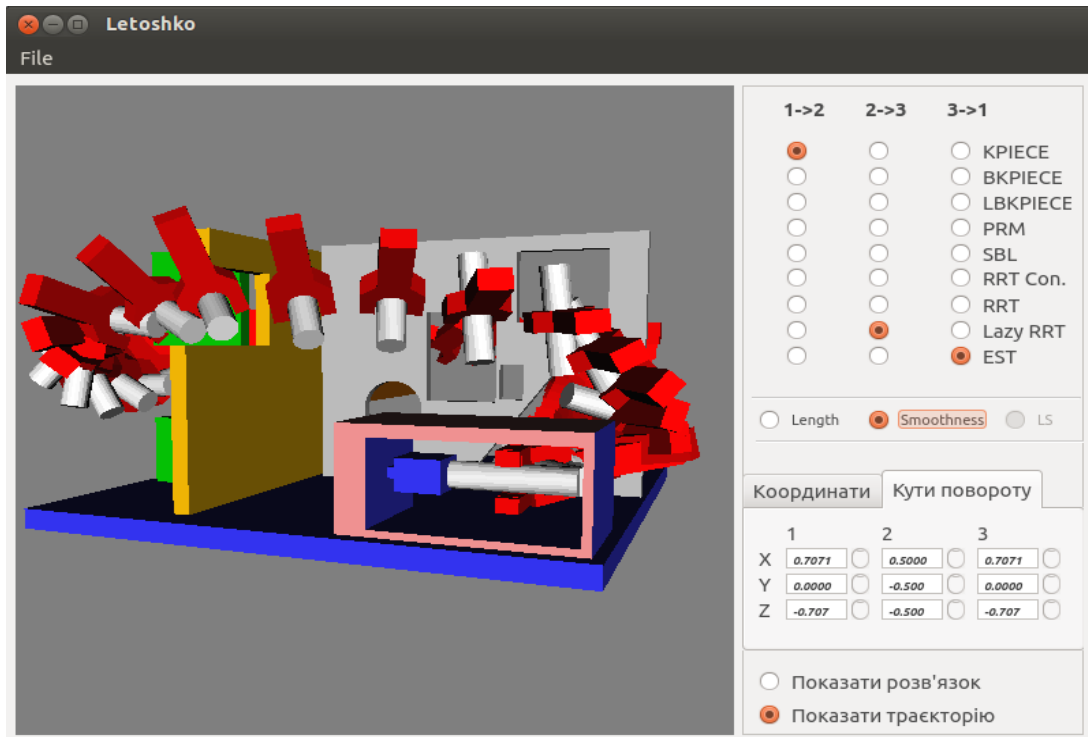 Letoshko
File
1->2 2->3 3->1
KPIECE
BKPIECE
LBKPIECE
PRM
SBL
RRT Con.
RRT
Lazy RRT
EST
Length Smoothness LS
Координати Кути повороту
1 2 3
X 0.7071 0.5000 0.7071
Y 0.0000 -0.500 0.0000
Z -0.707 -0.500 -0.707
Показати розв'язок
Показати траєкторію